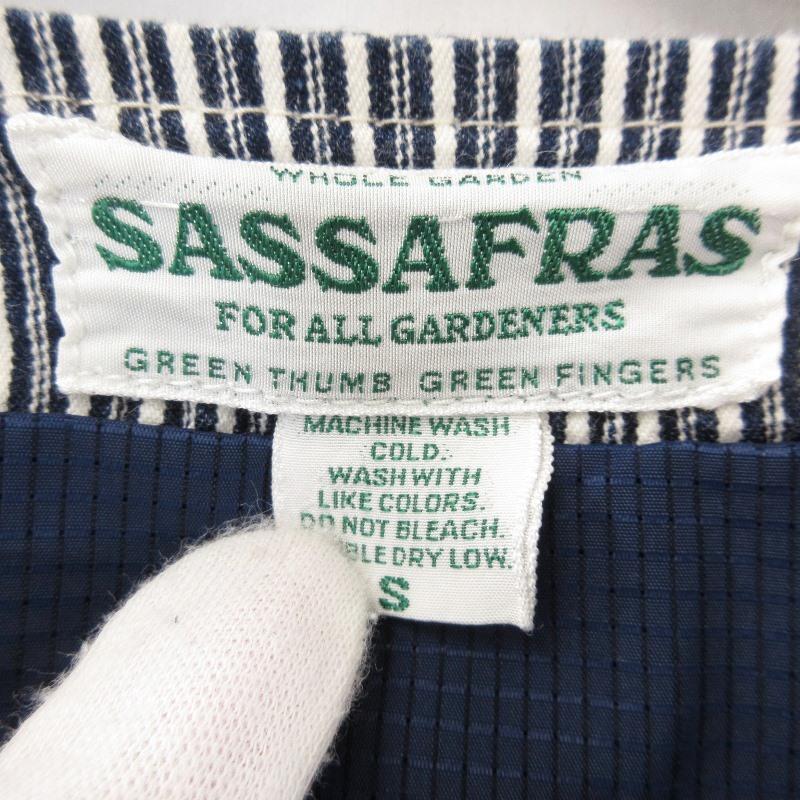 WHOLE GARDEN
SASSAFRAS
FOR ALL GARDENERS
GREEN THUMB GREEN FINGERS
MACHINE WASH
COLD.
WASH WITH
LIKE COLORS.
DO NOT BLEACH.
DRY LOW.
S